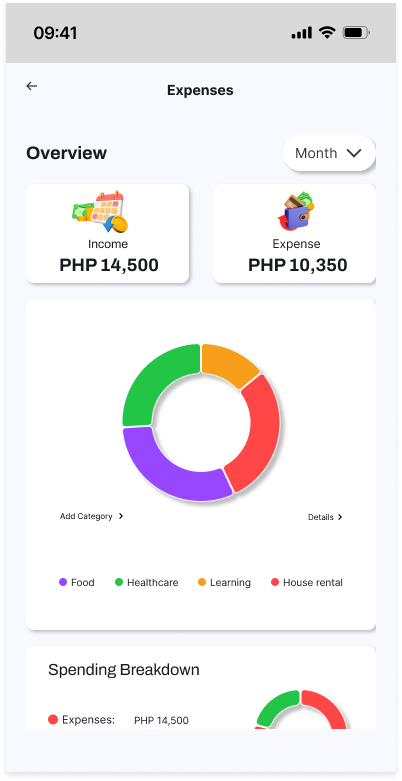 09:41
Expenses
Overview
Month
Income
PHP 14,500
Expense
PHP 10,350
Add Category
Details
Food
Healthcare
Learning
House rental
Spending Breakdown
Expenses: PHP 14,500